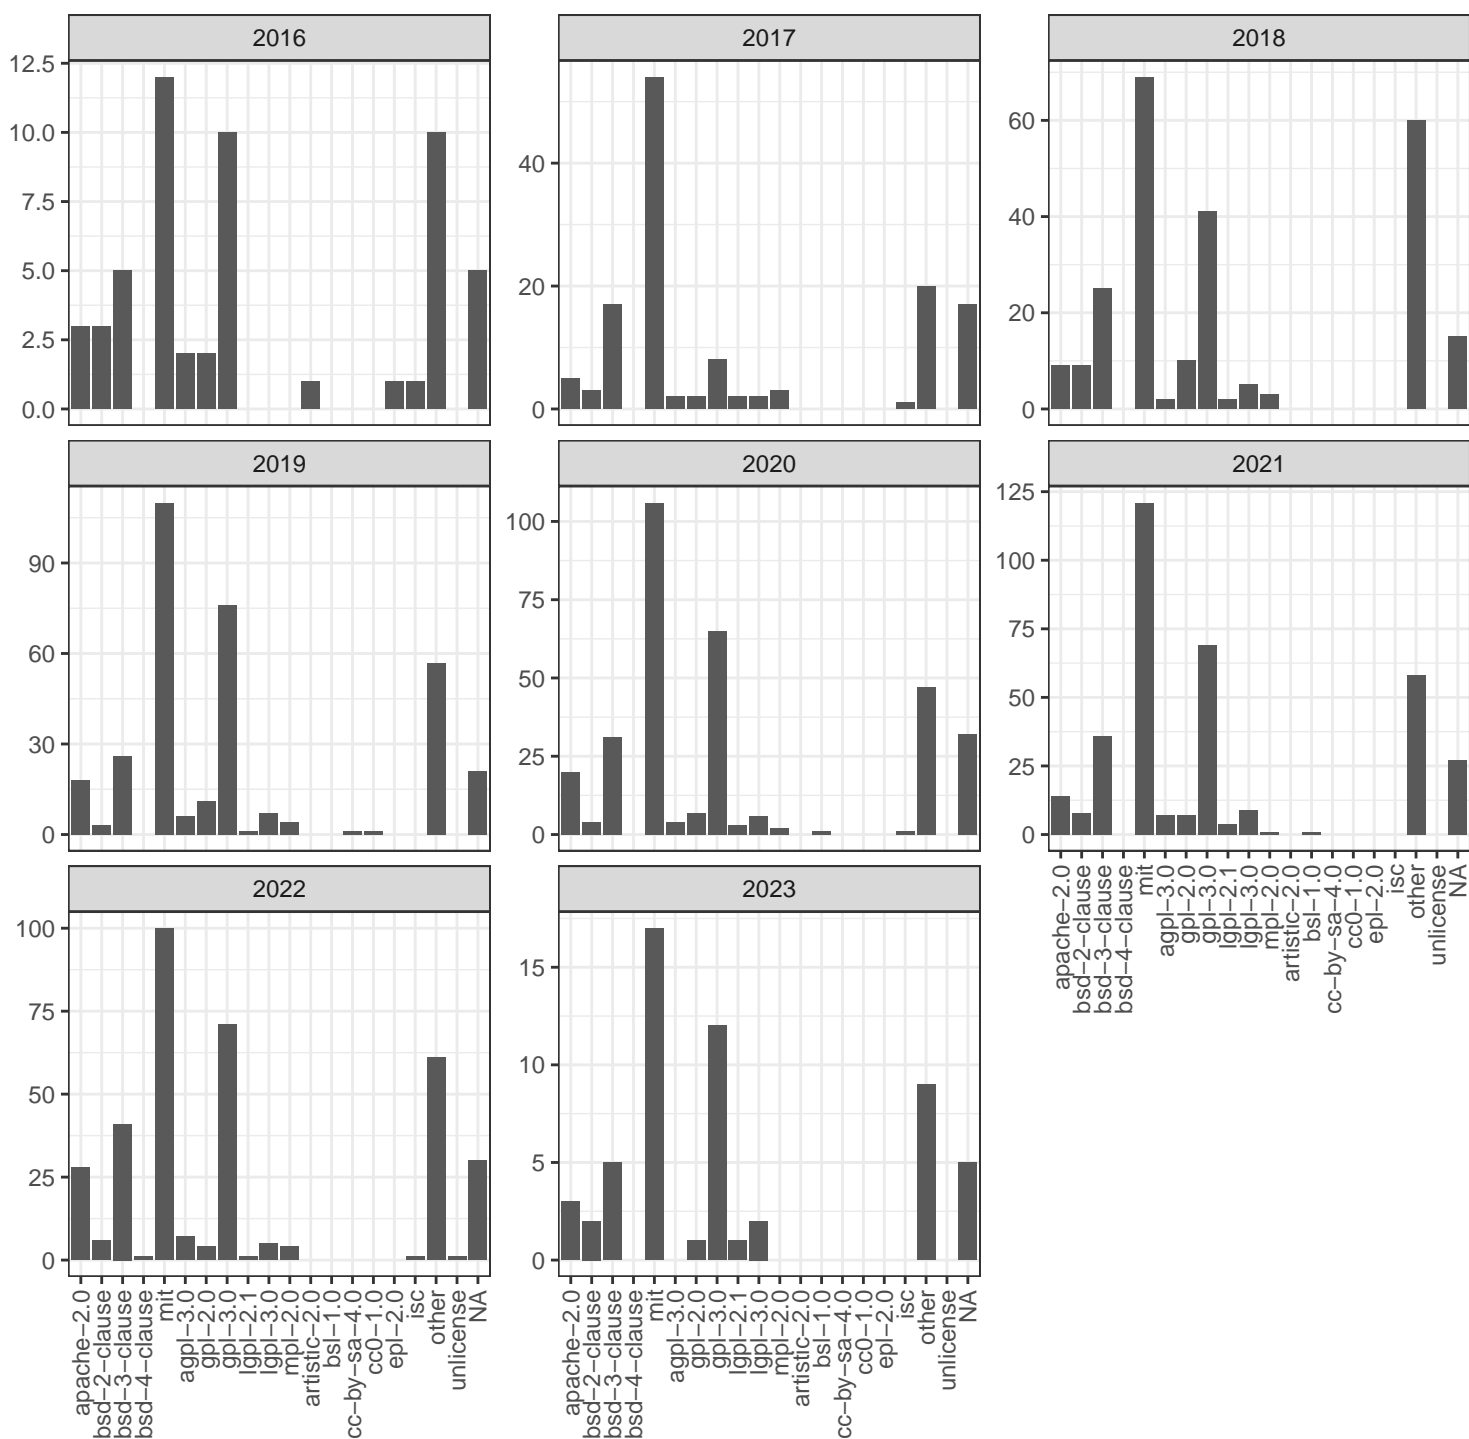 2016
2017
2018
12.5
10.0
7.5
5.0
2.5
0.0
40
20
0
60
40
20
0
2019
2020
2021
90
60
30
0
100
75
50
25
0
125
100
75
50
25
0
apache−2.0
bsd−2−clause
bsd−3−clause
bsd−4−clause
mit
agpl−3.0
gpl−2.0
gpl−3.0
lgpl−2.1
lgpl−3.0
mpl−2.0
artistic−2.0
bsl−1.0
cc−by−sa−4.0
cc0−1.0
epl−2.0
isc
other
unlicense
NA
2022
2023
100
75
50
25
0
15
10
5
0
apache−2.0
bsd−2−clause
bsd−3−clause
bsd−4−clause
mit
agpl−3.0
gpl−2.0
gpl−3.0
lgpl−2.1
lgpl−3.0
mpl−2.0
artistic−2.0
bsl−1.0
cc−by−sa−4.0
cc0−1.0
epl−2.0
isc
other
unlicense
NA
apache−2.0
bsd−2−clause
bsd−3−clause
bsd−4−clause
mit
agpl−3.0
gpl−2.0
gpl−3.0
lgpl−2.1
lgpl−3.0
mpl−2.0
artistic−2.0
bsl−1.0
cc−by−sa−4.0
cc0−1.0
epl−2.0
isc
other
unlicense
NA